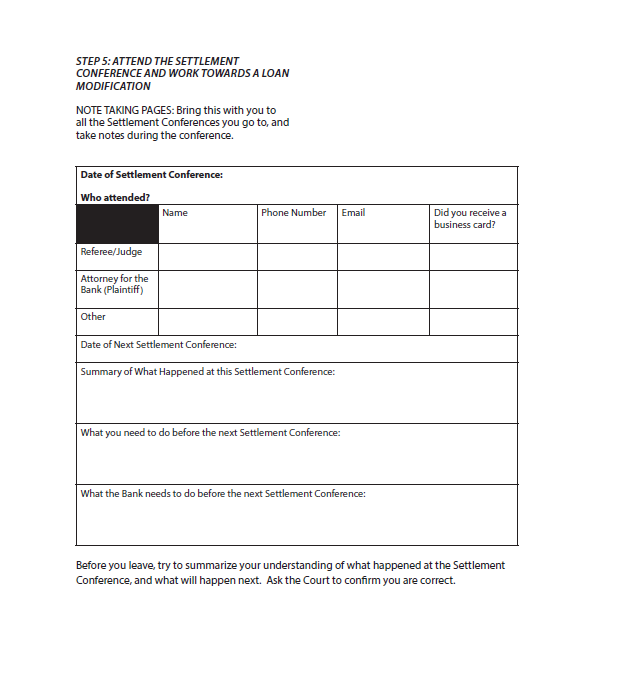 STEP 5: ATTEND THE SETTLEMENT
CONFERENCE AND WORK TOWARDS A LOAN
MODIFICATION
NOTE TAKING PAGES: Bring this with you to
all the Settlement Conferences you go to, and
take notes during the conference.
Date of Settlement Conference:
Who attended?
Name
Phone Number
Email
Did you receive a
business card?
Referee/Judge
Attorney for the
Bank (Plaintiff)
Other
Date of Next Settlement Conference:
Summary of What Happened at this Settlement Conference:
What you need to do before the next Settlement Conference:
What the Bank needs to do before the next Settlement Conference:
Before you leave, try to summarize your understanding of what happened at the Settlement
Conference, and what will happen next.  Ask the Court to confirm you are correct.